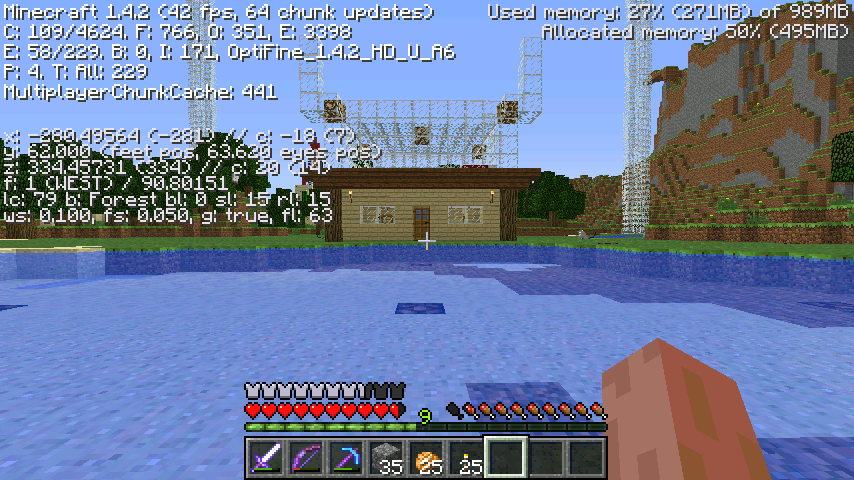 Minecraft 1.4.2 (42 fps, 64 chunk updates)
C: 109/4624, F: 766, O: 351, E: 3398
E: 58/229, B: 0, I: 171, OptiFine_1.4.2_HD_U_A6
P: 4, T: All: 229
MultiplayerChunkCache: 441
x: -280.49564 (-281) // c: -18 (7)
y: 62.000 (feet pos, 63.620 eyes pos)
z: 334.45731 (334) // c: 20 (14)
f: 1 (WEST) / 90.80151
lc: 79 b: Forest bl: 0 sl: 15 rl: 15
ws: 0.100, fs: 0.050, g: true, fl: 63
Used memory: 27% (271MB) of 989MB
Allocated memory: 50% (495MB)
9
35 25 25